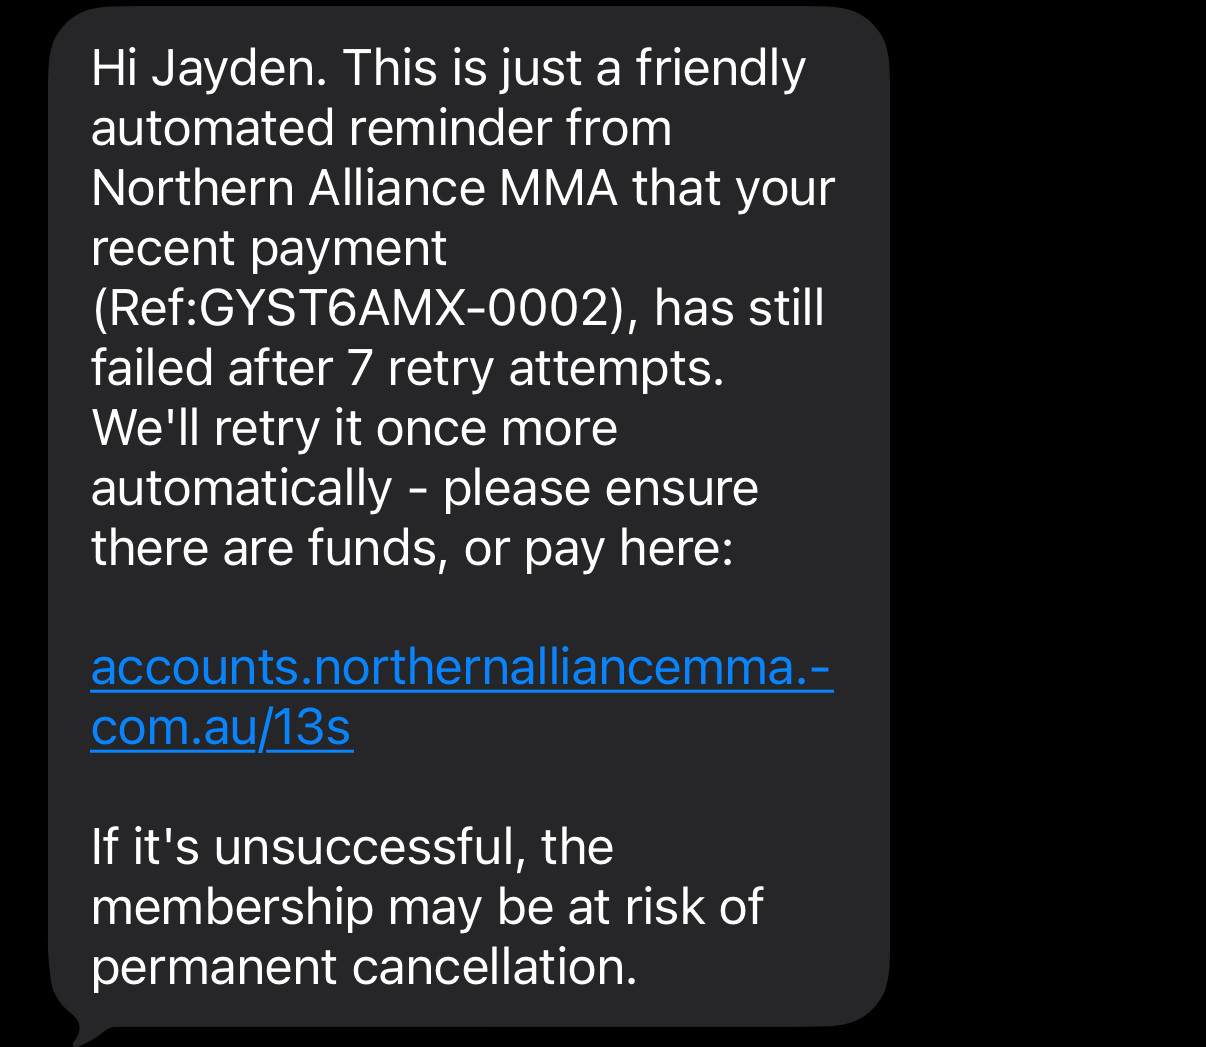 Hi Jayden. This is just a friendly
automated reminder from
Northern Alliance MMA that your
recent payment
(Ref:GYST6AMX-0002), has still
failed after 7 retry attempts.
We'll retry it once more
automatically - please ensure
there are funds, or pay here:
accounts.northernalliancemma.-
com.au/13s
If it's unsuccessful, the
membership may be at risk of
permanent cancellation.